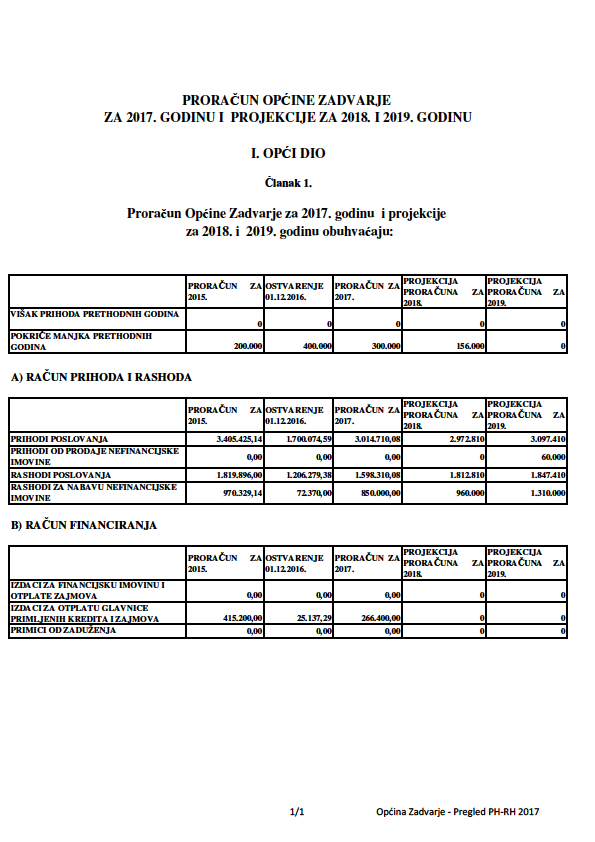 PRORAČUN OPĆINE ZADVARJE
ZA 2017. GODINU I PROJEKCIJE ZA 2018. I 2019. GODINU
I. OPĆI DIO
Članak 1.
Proračun Općine Zadvarje za 2017. godinu i projekcije
za 2018. i 2019. godinu obuhvaćaju:
PRORAČUN ZA 2015. OSTVARENJE 01.12.2016. PRORAČUN ZA 2017. PROJEKCIJA PRORAČUNA ZA 2018. PROJEKCIJA PRORAČUNA ZA 2019.
VIŠAK PRIHODA PRETHODNIH GODINA 0 0 0 0 0
POKRIĆE MANJKA PRETHODNIH
GODINA 200.000 400.000 300.000 156.000 0
A) RAČUN PRIHODA I RASHODA
PRORAČUN ZA 2015. OSTVARENJE 01.12.2016. PRORAČUN ZA 2017. PROJEKCIJA PRORAČUNA ZA 2018. PROJEKCIJA PRORAČUNA ZA 2019.
PRIHODI POSLOVANJA 3.405.425,14 1.700.074,59 3.014.710,08 2.972.810 3.097.410
PRIHODI OD PRODAJE NEFINANCIJSKE
IMOVINE 0,00 0,00 0,00 0 60.000
RASHODI POSLOVANJA 1.819.896,00 1.206.279,38 1.598.310,08 1.812.810 1.847.410
RASHODI ZA NABAVU NEFINANCIJSKE
IMOVINE 970.329,14 72.370,00 850.000,00 960.000 1.310.000
B) RAČUN FINANCIRANJA
PRORAČUN ZA 2015. OSTVARENJE 01.12.2016. PRORAČUN ZA 2017. PROJEKCIJA PRORAČUNA ZA 2018. PROJEKCIJA PRORAČUNA ZA 2019.
IZDACI ZA FINANCIJSKU IMOVINU I
OTPLATE ZAJMOVA 0,00 0,00 0,00 0 0
IZDACI ZA OTPLATU GLAVNICE
PRIMLJENIH KREDITA I ZAJMOVA 415.200,00 25.137,29 266.400,00 0 0
PRIMICI OD ZADUŽENJA 0,00 0,00 0,00 0 0
1/1 Općina Zadvarje - Pregled PH-RH 2017